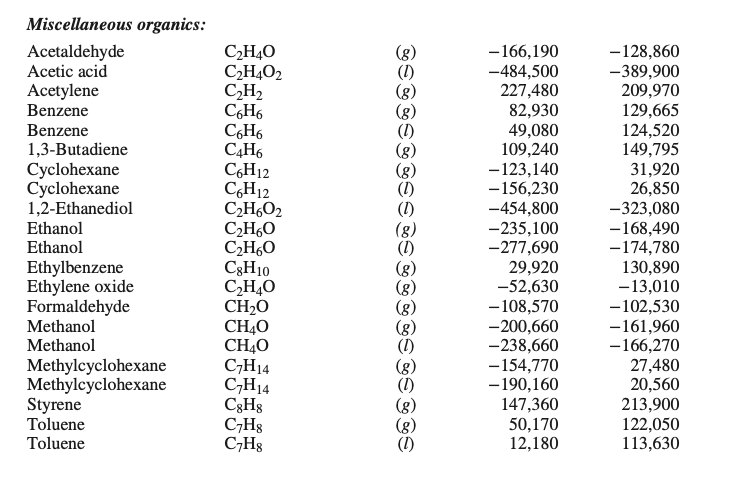 Miscellaneous organics:
Acetaldehyde C₂H₄O (g) −166,190 −128,860
Acetic acid C₂H₄O₂ (l) −484,500 −389,900
Acetylene C₂H₂ (g) 227,480 209,970
Benzene C₆H₆ (g) 82,930 129,665
Benzene C₆H₆ (l) 49,080 124,520
1,3-Butadiene C₄H₆ (g) 109,240 149,795
Cyclohexane C₆H₁₂ (g) −123,140 31,920
Cyclohexane C₆H₁₂ (l) −156,230 26,850
1,2-Ethanediol C₂H₆O₂ (l) −454,800 −323,080
Ethanol C₂H₆O (g) −235,100 −168,490
Ethanol C₂H₆O (l) −277,690 −174,780
Ethylbenzene C₈H₁₀ (g) 29,920 130,890
Ethylene oxide C₂H₄O (g) −52,630 −13,010
Formaldehyde CH₂O (g) −108,570 −102,530
Methanol CH₄O (g) −200,660 −161,960
Methanol CH₄O (l) −238,660 −166,270
Methylcyclohexane C₇H₁₄ (g) −154,770 27,480
Methylcyclohexane C₇H₁₄ (l) −190,160 20,560
Styrene C₈H₈ (g) 147,360 213,900
Toluene C₇H₈ (g) 50,170 122,050
Toluene C₇H₈ (l) 12,180 113,630